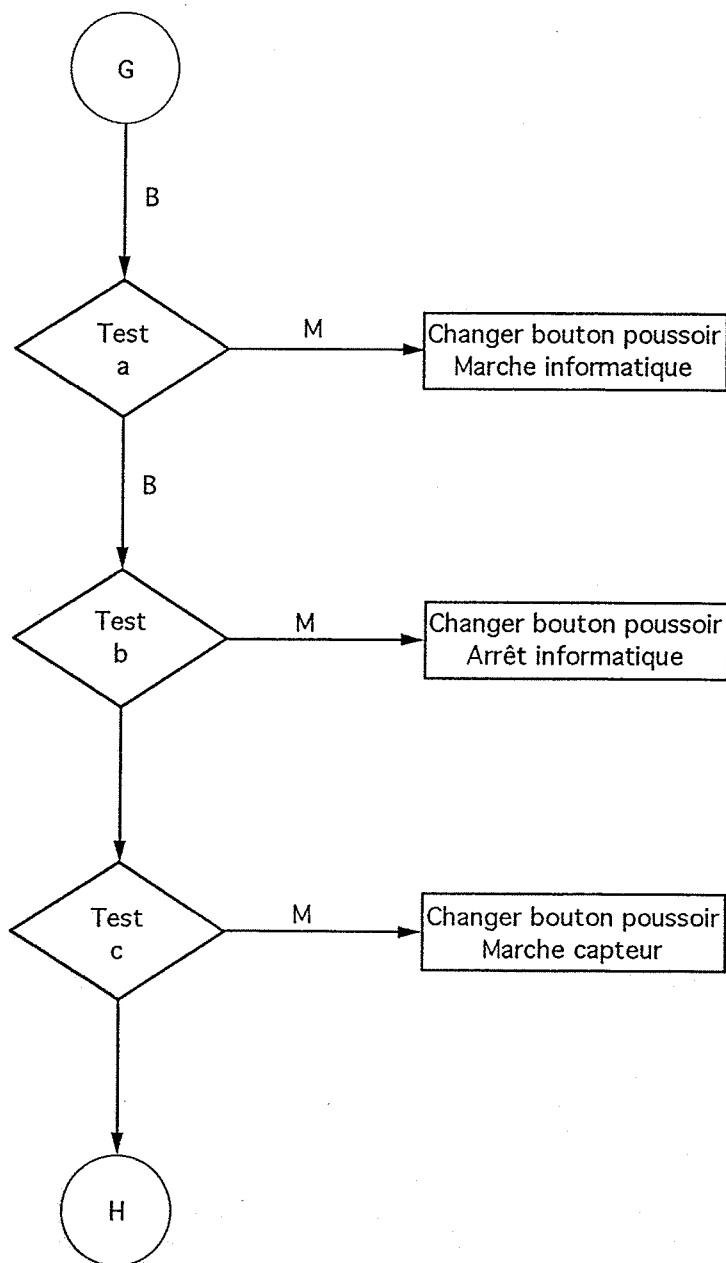 G
B
Test
a
M
Changer bouton poussoir
Marche informatique
B
Test
b
M
Changer bouton poussoir
Arrêt informatique
Test
c
M
Changer bouton poussoir
Marche capteur
H